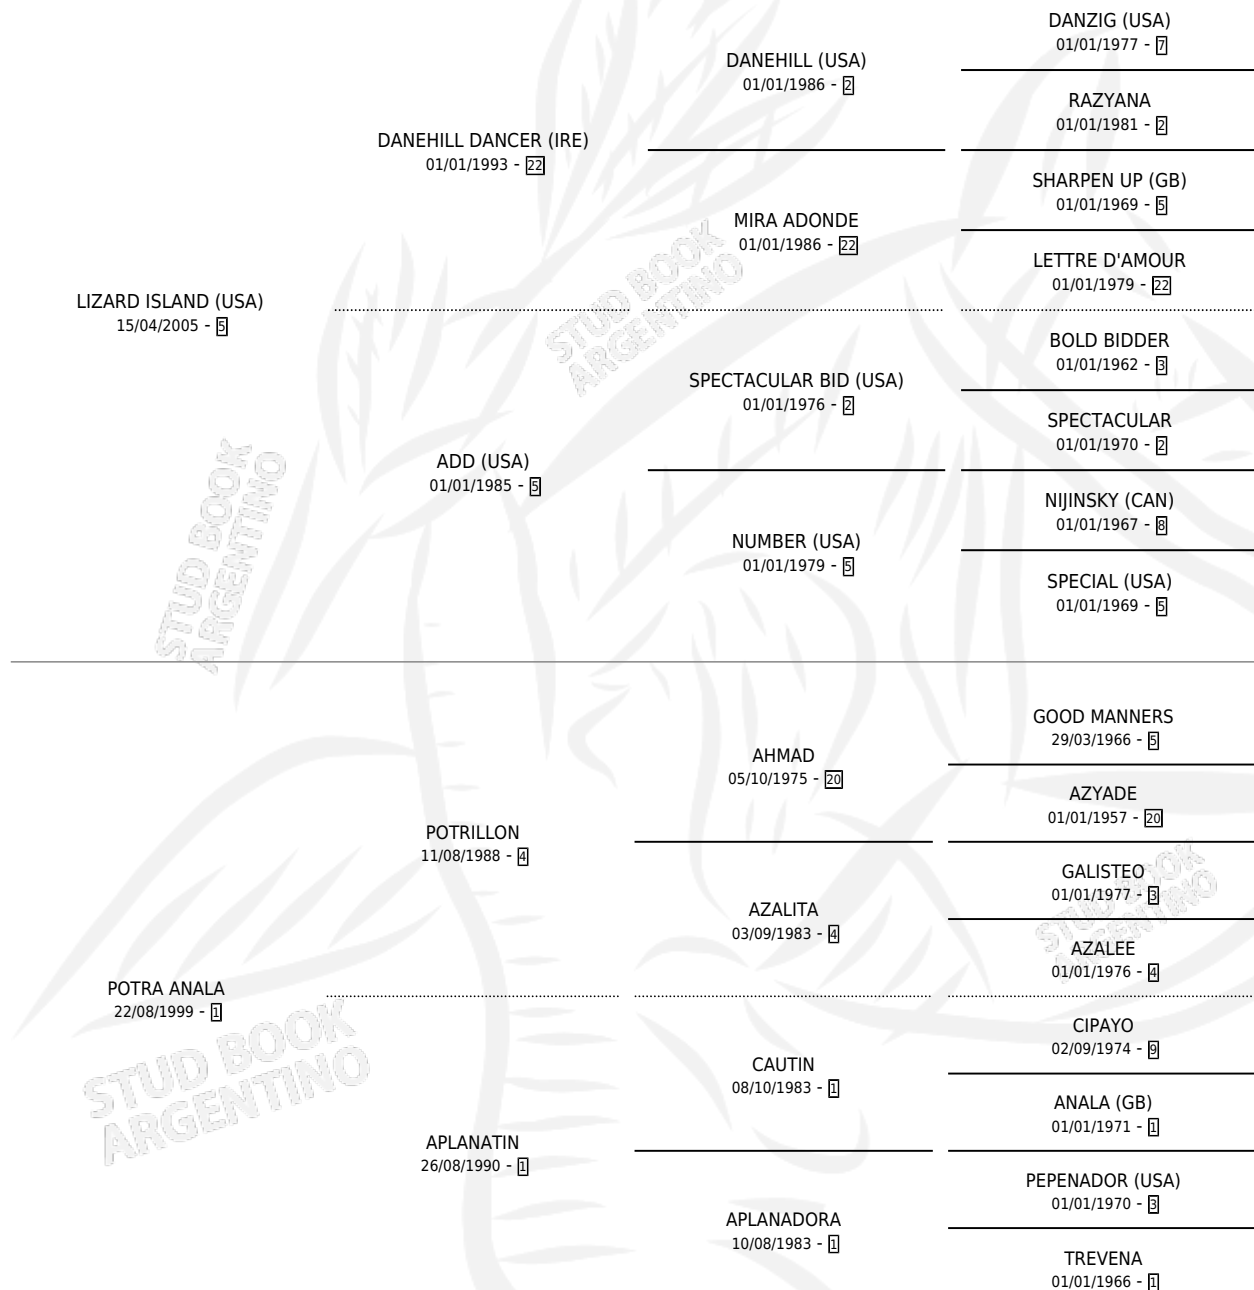 DANZIG (USA)
01/01/1977 - 7
DANEHILL (USA)
01/01/1986 - 2
RAZYANA
01/01/1981 - 2
DANEHILL DANCER (IRE)
01/01/1993 - 22
SHARPEN UP (GB)
01/01/1969 - 5
MIRA ADONDE
01/01/1986 - 22
LETTRE D'AMOUR
01/01/1979 - 22
LIZARD ISLAND (USA)
15/04/2005 - 5
STUD BOOK
ARGENTINO
BOLD BIDDER
01/01/1962 - 3
SPECTACULAR BID (USA)
01/01/1976 - 2
SPECTACULAR
01/01/1970 - 2
ADD (USA)
01/01/1985 - 5
NIJINSKY (CAN)
01/01/1967 - 8
NUMBER (USA)
01/01/1979 - 5
SPECIAL (USA)
01/01/1969 - 5
STUD BOOK
ARGENTINO
GOOD MANNERS
29/03/1966 - 5
AHMAD
05/10/1975 - 20
AZYADE
01/01/1957 - 20
POTRILLON
11/08/1988 - 4
GALISTEO
01/01/1977 - 3
AZALITA
03/09/1983 - 4
STUD BOOK
ARGENTINO
AZALEE
01/01/1976 - 4
POTRA ANALA
22/08/1999 - 1
CIPAYO
02/09/1974 - 9
CAUTIN
08/10/1983 - 1
STUD BOOK
ARGENTINO
ANALA (GB)
01/01/1971 - 1
APLANATIN
26/08/1990 - 1
PEPENADOR (USA)
01/01/1970 - 3
APLANADORA
10/08/1983 - 1
TREVENA
01/01/1966 - 1